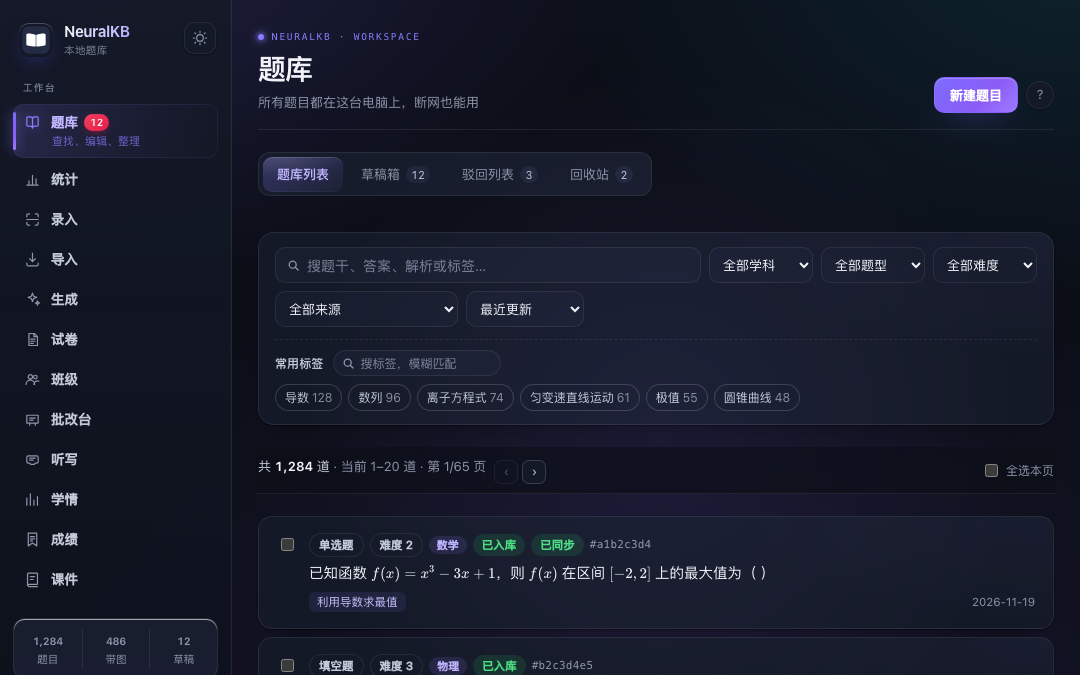 NeuralKB
本地题库
工作台
题库 12
查找、编辑、整理
统计
录入
导入
生成
试卷
班级
批改台
听写
学情
成绩
课件
1,284 486 12
题目 带图 草稿
NEURALKB · WORKSPACE
题库
所有题目都在这台电脑上，断网也能用
新建题目 ?
题库列表 草稿箱 12 驳回列表 3 回收站 2
搜题干、答案、解析或标签... 全部学科 全部题型 全部难度
全部来源 最近更新
常用标签 搜标签，模糊匹配
导数 128 数列 96 离子方程式 74 匀变速直线运动 61 极值 55 圆锥曲线 48
共 1,284 道 · 当前 1–20 道 · 第 1/65 页 ‹ › 全选本页
单选题 难度 2 数学 已入库 已同步 #a1b2c3d4
已知函数 f(x) = x³ − 3x + 1，则 f(x) 在区间 [−2, 2] 上的最大值为（ ）
利用导数求最值 2026-11-19
填空题 难度 3 物理 已入库 #b2c3d4e5